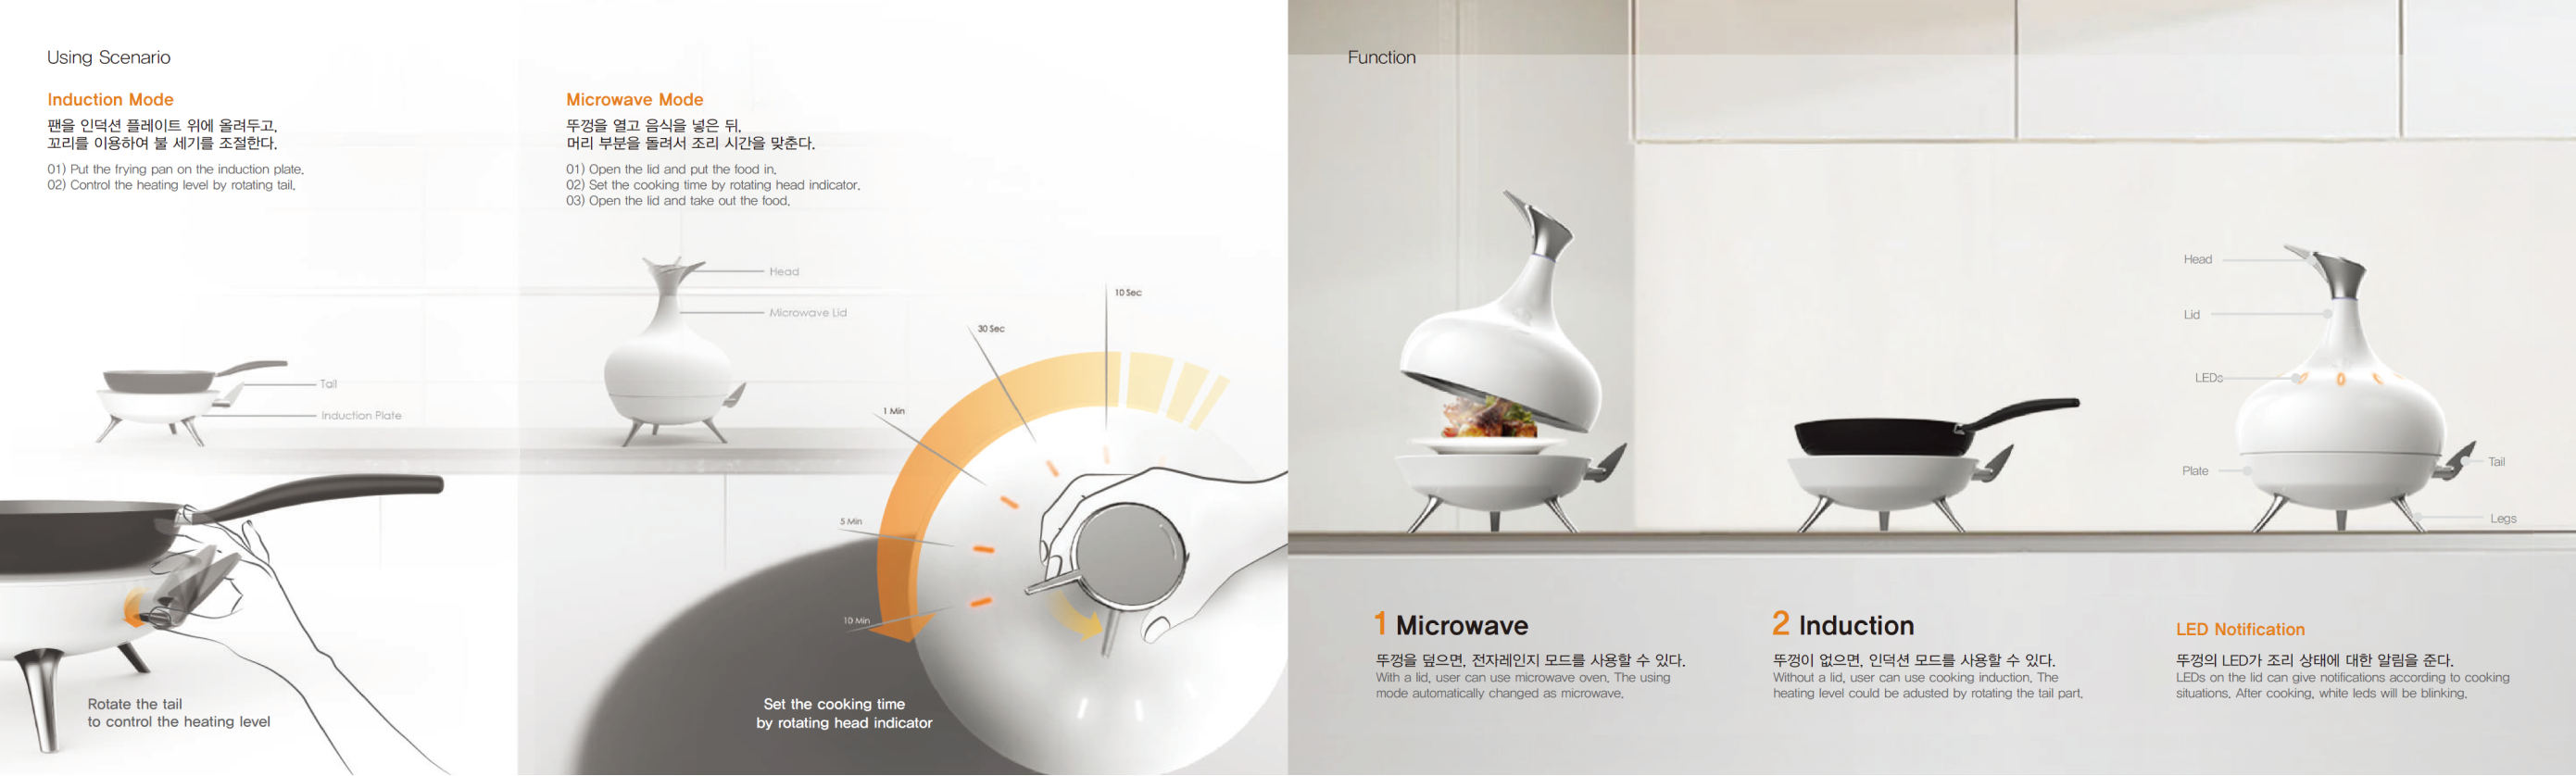 Using Scenario
Induction Mode
팬을 인덕션 플레이트 위에 올려두고,
꼬리를 이용하여 불 세기를 조절한다.
01) Put the frying pan on the induction plate.
02) Control the heating level by rotating tail.
Tail
Induction Plate
Rotate the tail
to control the heating level
Microwave Mode
뚜껑을 열고 음식을 넣은 뒤,
머리 부분을 돌려서 조리 시간을 맞춘다.
01) Open the lid and put the food in.
02) Set the cooking time by rotating head indicator.
03) Open the lid and take out the food.
Head
Microwave Lid
10 Sec
30 Sec
1 Min
5 Min
10 Min
Set the cooking time
by rotating head indicator
Function
Head
Lid
LEDs
Plate
Tail
Legs
1 Microwave
뚜껑을 덮으면, 전자레인지 모드를 사용할 수 있다.
With a lid, user can use microwave oven. The using
mode automatically changed as microwave.
2 Induction
뚜껑이 없으면, 인덕션 모드를 사용할 수 있다.
Without a lid, user can use cooking induction. The
heating level could be adusted by rotating the tail part.
LED Notification
뚜껑의 LED가 조리 상태에 대한 알림을 준다.
LEDs on the lid can give notifications according to cooking
situations. After cooking, white leds will be blinking.